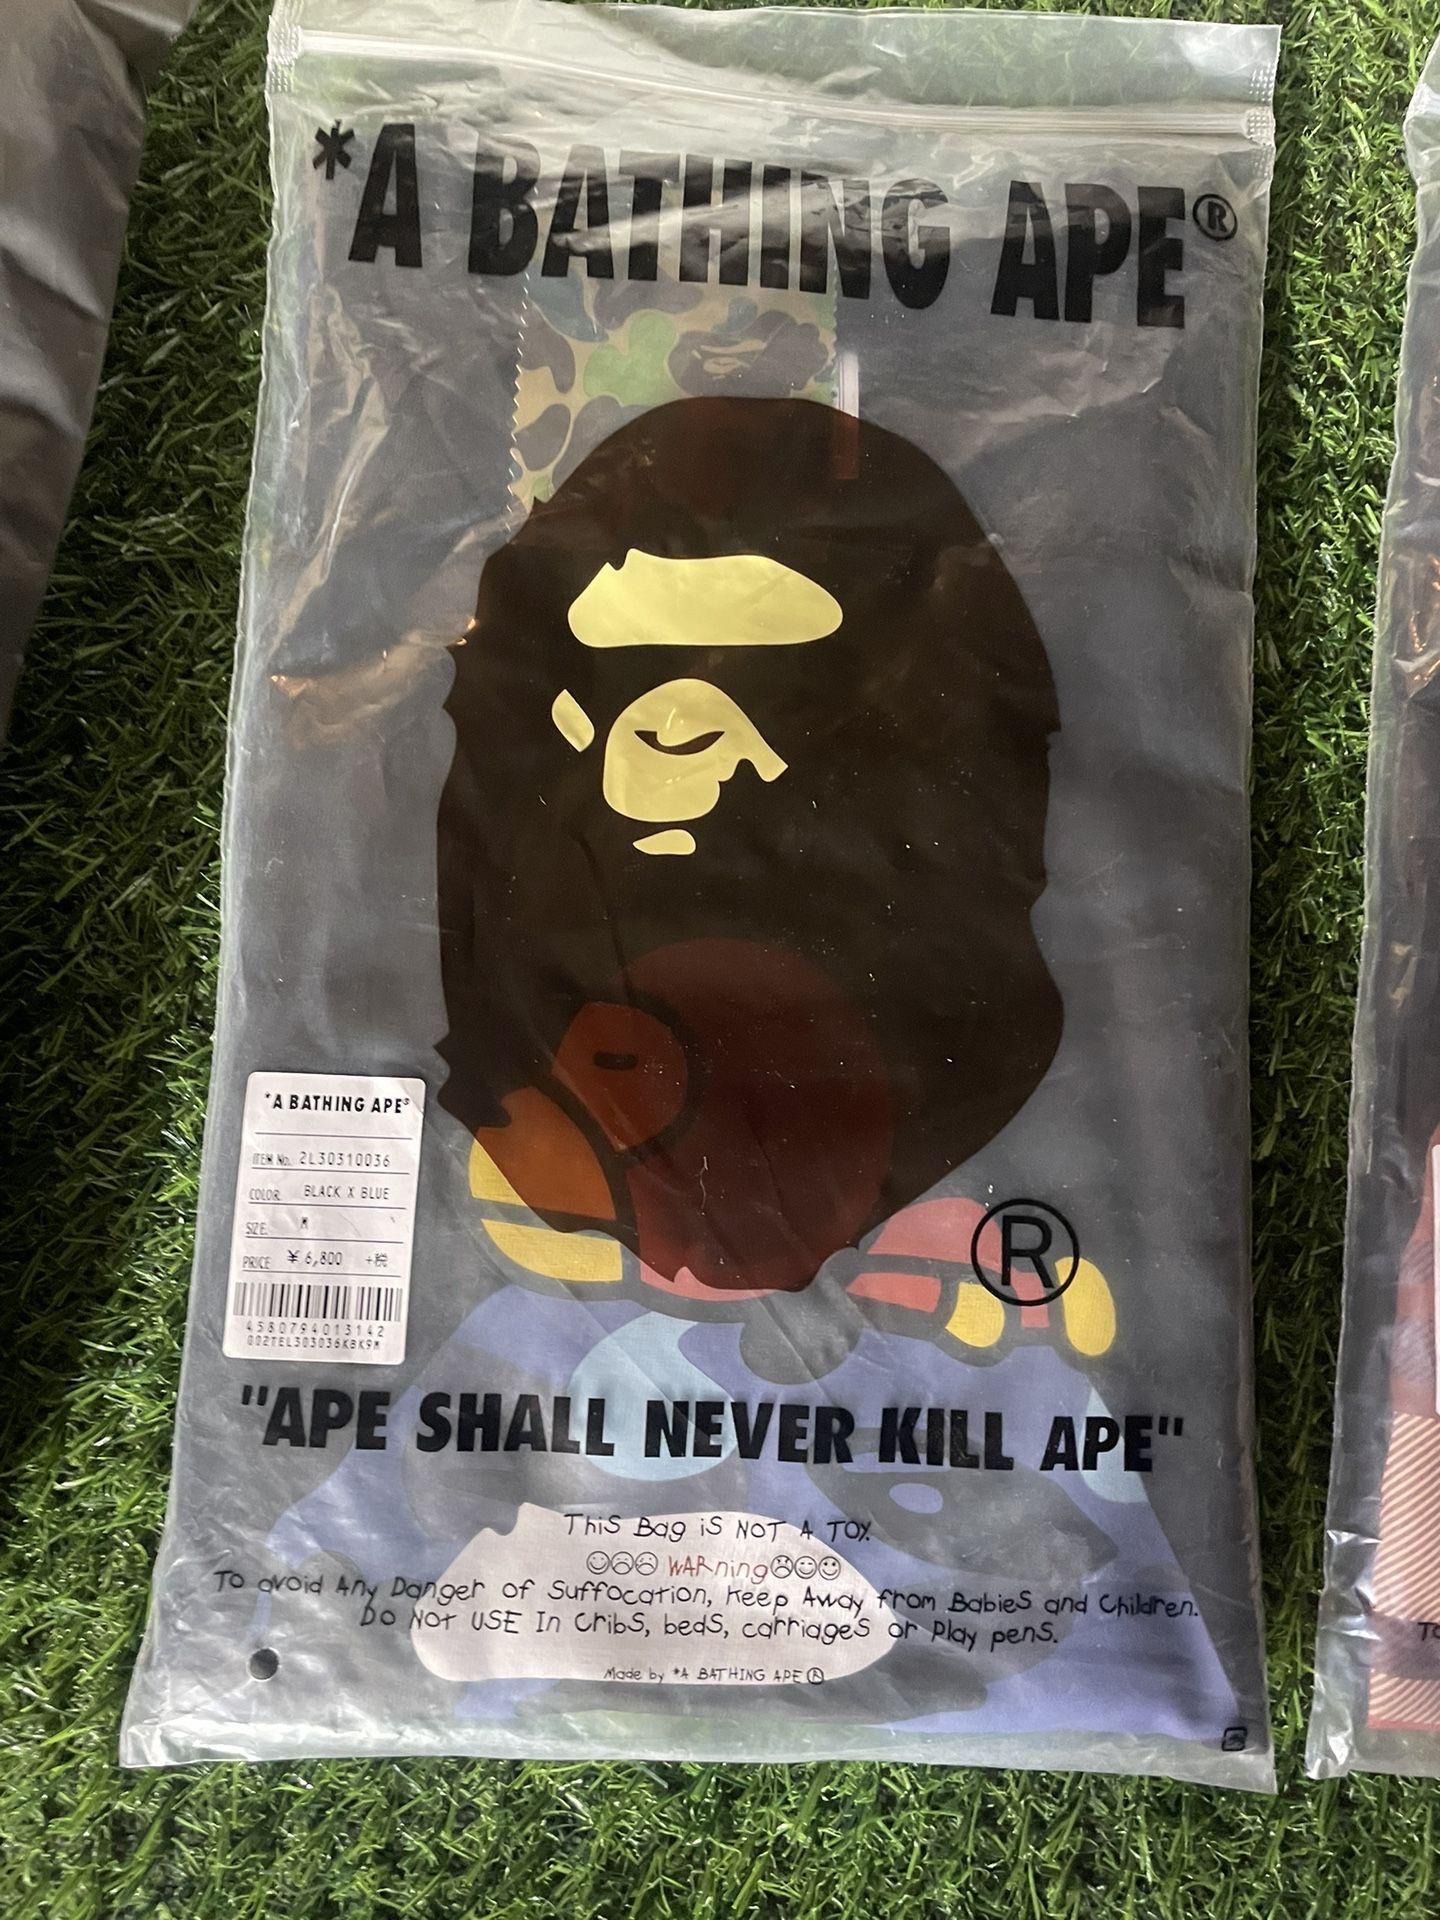 *A BATHING APE®
*A BATHING APE®
ITEM No. 2L30310036
COLOR BLACK X BLUE
SIZE M
PRICE ¥6,800 +税
4580794013142
002TEL303036KBK9M
®
"APE SHALL NEVER KILL APE"
This Bag iS NOT A TOY.
WARning
To avoid Any Danger of Suffocation, Keep Away from Babies and Children.
Do NOT USE In Cribs, beds, carriages or Play pens.
Made by *A BATHING APE®
TO